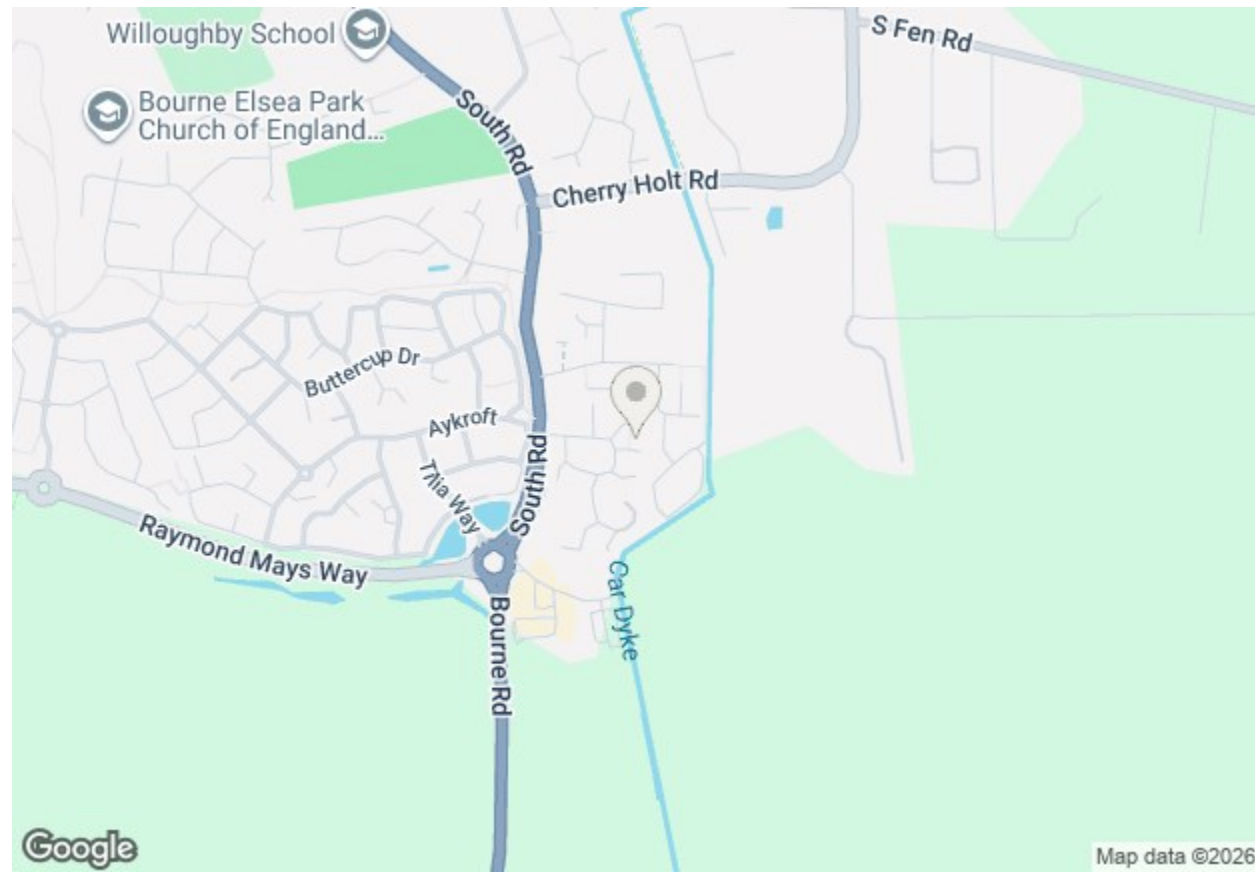 Willoughby School
Bourne Elsea Park
Church of England...
South Rd
S Fen Rd
Cherry Holt Rd
Buttercup Dr
Aykroft
Tilia Way
South Rd
Raymond Mays Way
Car Dyke
Bourne Rd
Google
Map data ©2026